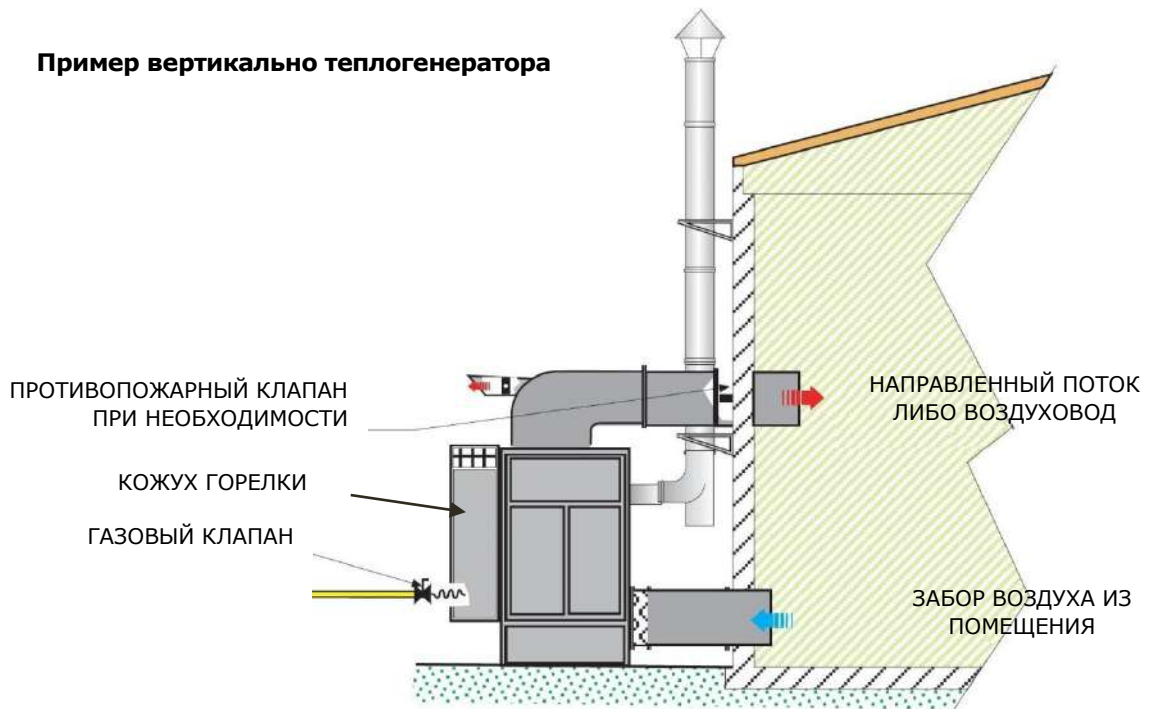 Пример вертикально теплогенератора
ПРОТИВОПОЖАРНЫЙ КЛАПАН
ПРИ НЕОБХОДИМОСТИ
НАПРАВЛЕННЫЙ ПОТОК
ЛИБО ВОЗДУХОВОД
КОЖУХ ГОРЕЛКИ
ГАЗОВЫЙ КЛАПАН
ЗАБОР ВОЗДУХА ИЗ
ПОМЕЩЕНИЯ